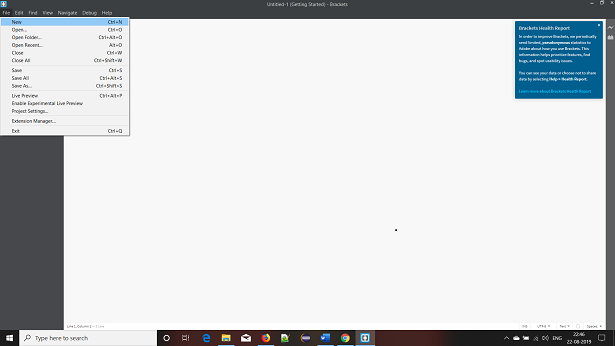 Untitled-1 (Getting Started) - Brackets
File Edit Find View Navigate Debug Help
New Ctrl+N
Open... Ctrl+O
Open Folder... Ctrl+Alt+O
Open Recent... Alt+O
Close Ctrl+W
Close All Ctrl+Shift+W
Save Ctrl+S
Save All Ctrl+Alt+S
Save As... Ctrl+Shift+S
Live Preview Ctrl+Alt+P
Enable Experimental Live Preview
Project Settings...
Extension Manager...
Exit Ctrl+Q
Brackets Health Report
In order to improve Brackets, we periodically
send limited, pseudonymous statistics to
Adobe about how you use Brackets. This
information helps prioritize features, find
bugs, and spot usability issues.
You can see your data or choose not to share
data by selecting Help > Health Report.
Learn more about Brackets Health Report
Line 1, Column 1 — 1 Line
INS UTF-8 Text Spaces
Type here to search
ENG
22:46
22-08-2019